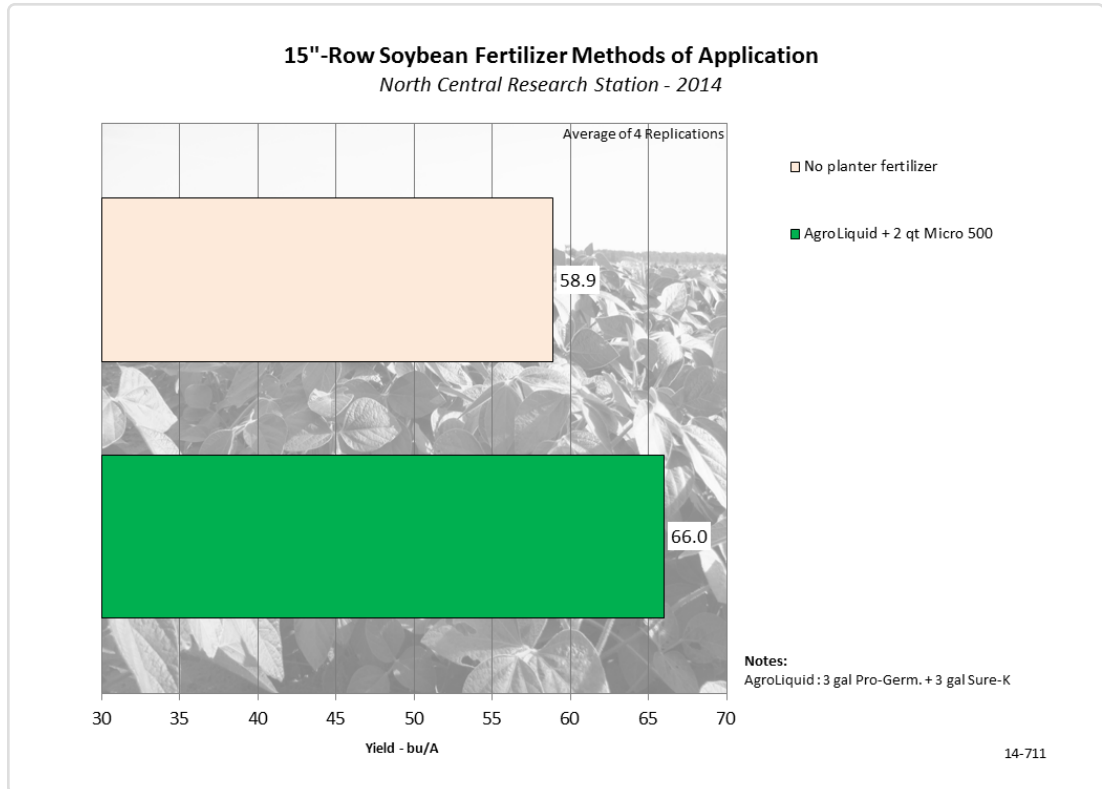 15"-Row Soybean Fertilizer Methods of Application
North Central Research Station - 2014
Average of 4 Replications
No planter fertilizer
AgroLiquid + 2 qt Micro 500
58.9
66.0
Notes:
AgroLiquid : 3 gal Pro-Germ. + 3 gal Sure-K
30 35 40 45 50 55 60 65 70
Yield - bu/A
14-711